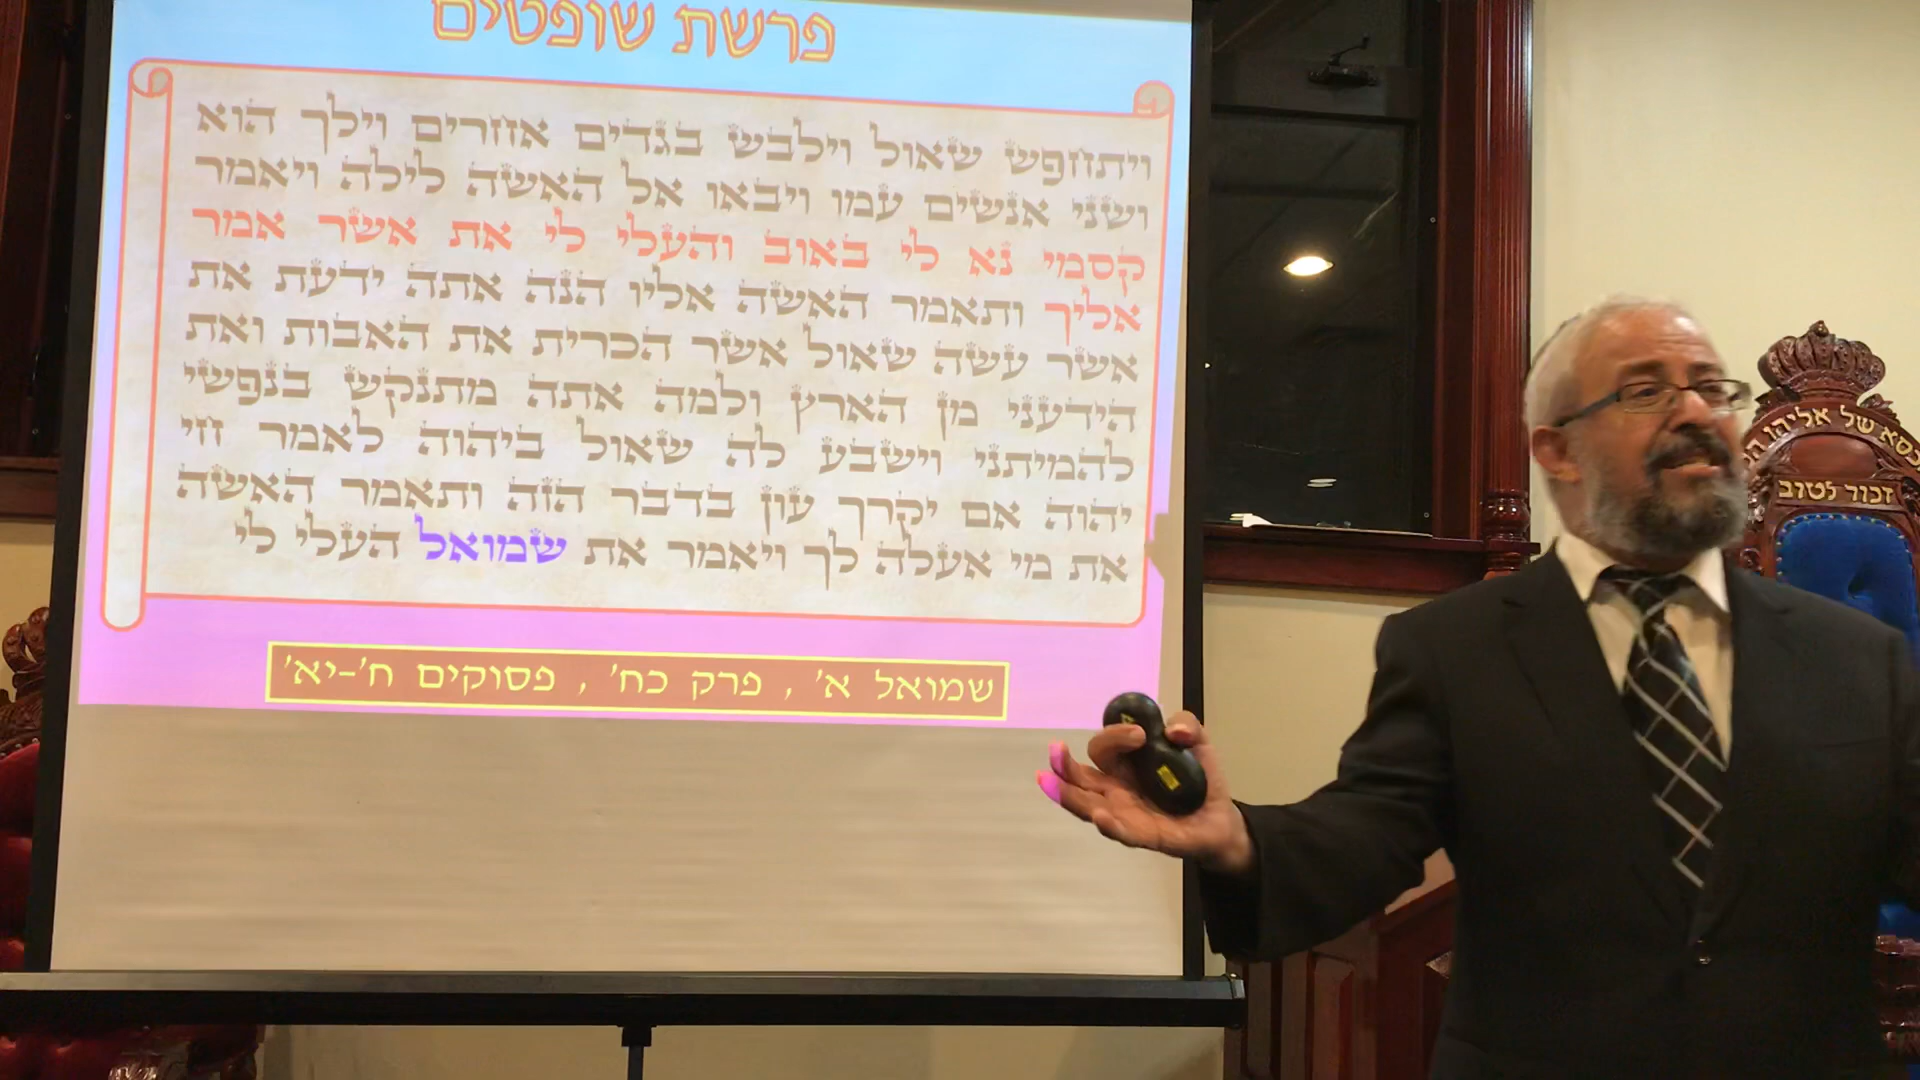 פרשת שופטים
ויתחפש שאול וילבש בגדים אחרים וילך הוא
ושני אנשים עמו ויבאו אל האשה לילה ויאמר
קסמי נא לי באוב והעלי לי את אשר אמר
אליך ותאמר האשה אליו הנה אתה ידעת את
אשר עשה שאול אשר הכרית את האבות ואת
הידעני מן הארץ ולמה אתה מתנקש בנפשי
להמיתני וישבע לה שאול ביהוה לאמר חי
יהוה אם יקרך עון בדבר הזה ותאמר האשה
את מי אעלה לך ויאמר את שמואל העלי לי
שמואל א' , פרק כח' , פסוקים ח'-יא'
כסא של אליהו
זכור לטוב